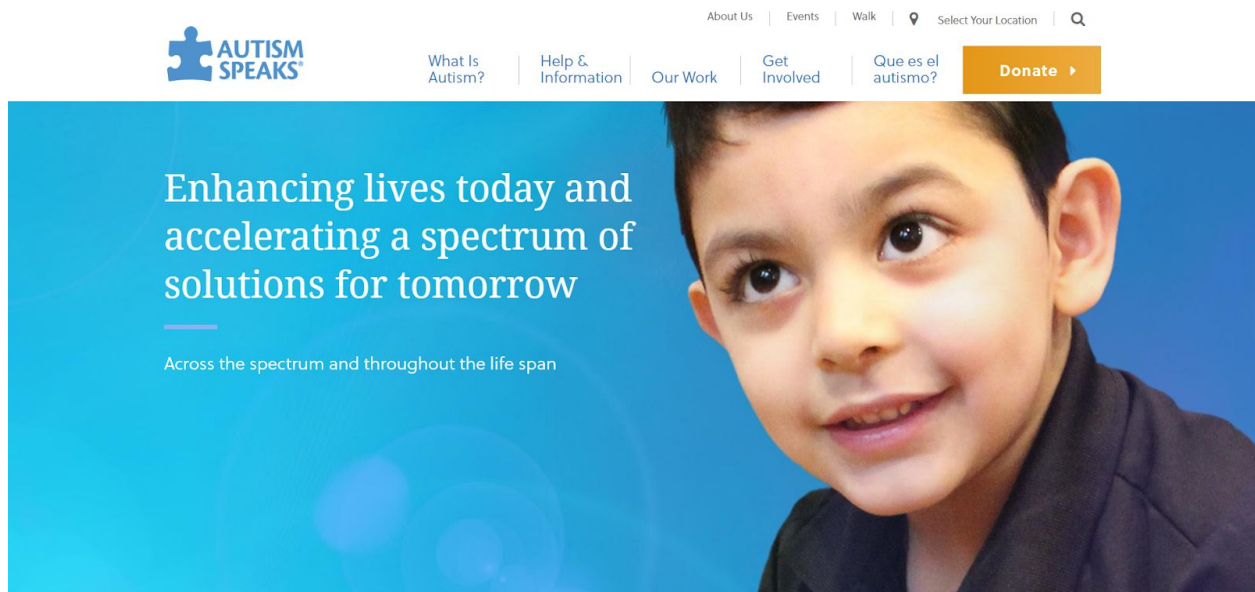 About Us
Events
Walk
Select Your Location
AUTISM
SPEAKS®
What Is
Autism?
Help &
Information
Our Work
Get
Involved
Que es el
autismo?
Donate
Enhancing lives today and
accelerating a spectrum of
solutions for tomorrow
Across the spectrum and throughout the life span